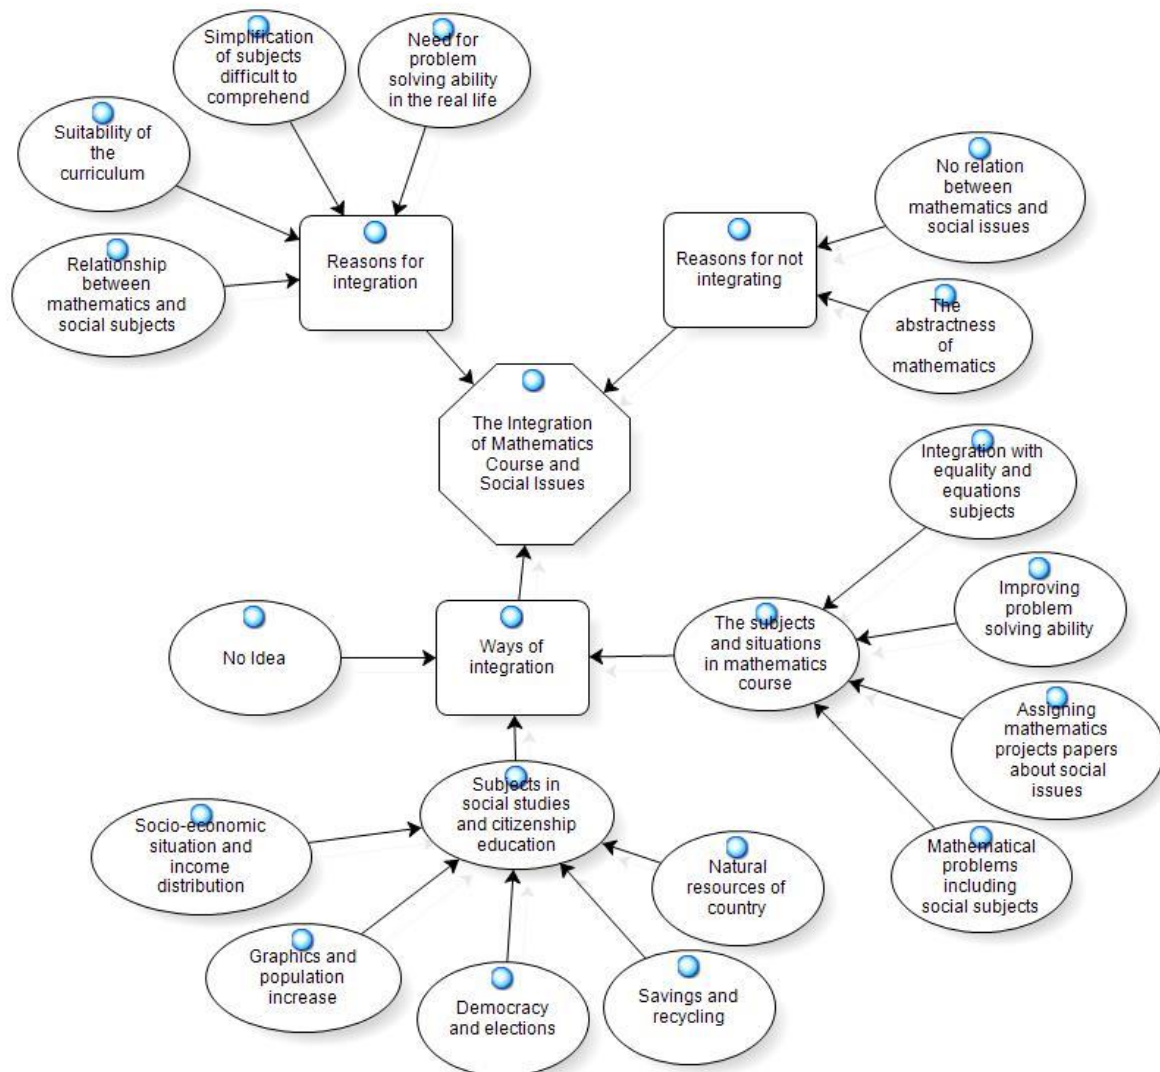 Simplification
of subjects
difficult to
comprehend
Need for
problem
solving ability
in the real life
Suitability of
the
curriculum
Relationship
between
mathematics and
social subjects
Reasons for
integration
Reasons for not
integrating
No relation
between
mathematics and
social issues
The
abstractness
of
mathematics
The Integration
of Mathematics
Course and
Social Issues
Integration with
equality and
equations
subjects
Improving
problem
solving ability
No Idea
Ways of
integration
The subjects
and situations
in mathematics
course
Assigning
mathematics
projects papers
about social
issues
Mathematical
problems
including
social subjects
Subjects in
social studies
and citizenship
education
Socio-economic
situation and
income
distribution
Graphics and
population
increase
Democracy
and elections
Savings and
recycling
Natural
resources of
country